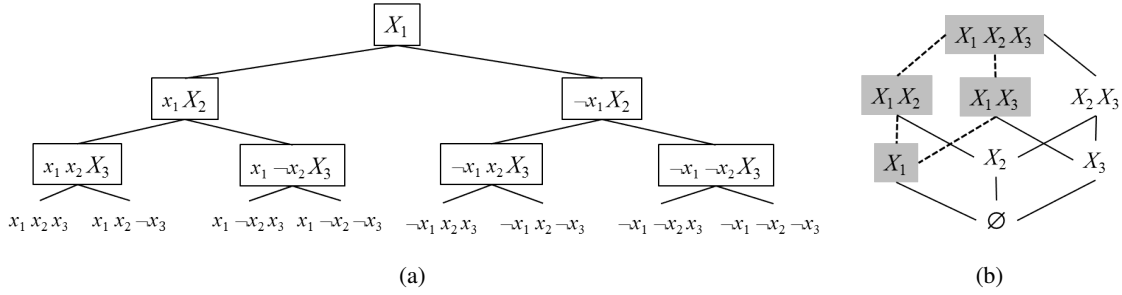 X1
x1 X2
¬x1 X2
x1 x2 X3
x1 ¬x2 X3
¬x1 x2 X3
¬x1 ¬x2 X3
x1 x2 x3
x1 x2 ¬x3
x1 ¬x2 x3
x1 ¬x2 ¬x3
¬x1 x2 x3
¬x1 x2 ¬x3
¬x1 ¬x2 x3
¬x1 ¬x2 ¬x3
(a)
X1 X2 X3
X1 X2
X1 X3
X2 X3
X1
X2
X3
∅
(b)